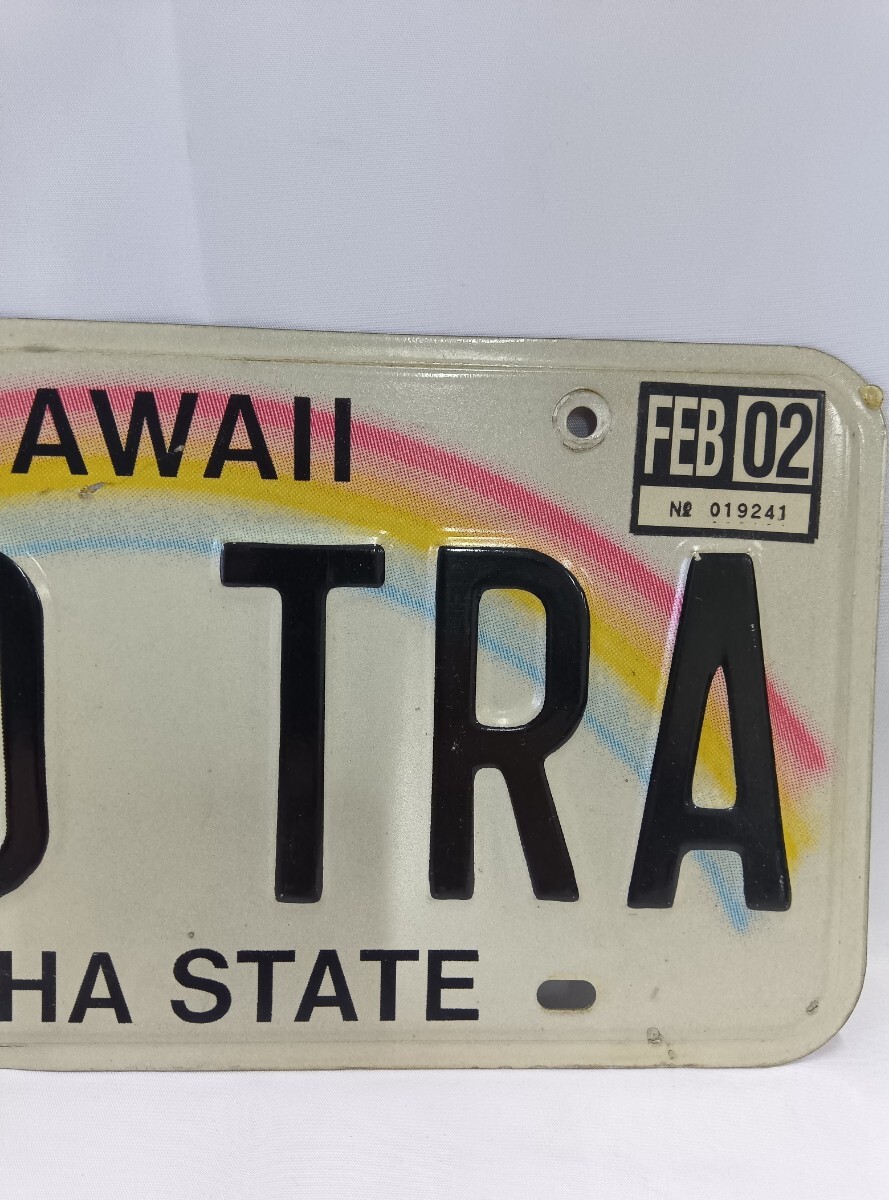 AWAII
FEB 02
№ 019241
TRA
HA STATE